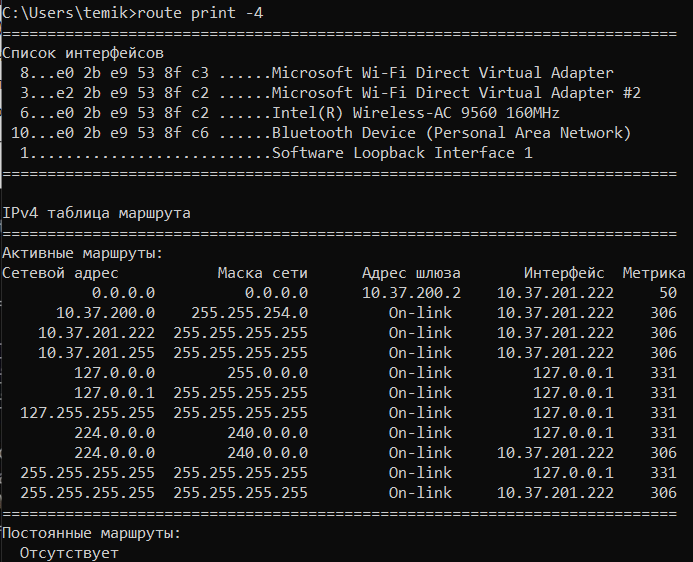 C:\Users\temik>route print -4
===========================================================================
Список интерфейсов
  8...e0 2b e9 53 8f c3 ......Microsoft Wi-Fi Direct Virtual Adapter
  3...e2 2b e9 53 8f c2 ......Microsoft Wi-Fi Direct Virtual Adapter #2
  6...e0 2b e9 53 8f c2 ......Intel(R) Wireless-AC 9560 160MHz
 10...e0 2b e9 53 8f c6 ......Bluetooth Device (Personal Area Network)
  1...........................Software Loopback Interface 1
===========================================================================

IPv4 таблица маршрута
===========================================================================
Активные маршруты:
Сетевой адрес           Маска сети      Адрес шлюза       Интерфейс  Метрика
          0.0.0.0          0.0.0.0      10.37.200.2    10.37.201.222     50
      10.37.200.0    255.255.254.0         On-link     10.37.201.222    306
    10.37.201.222  255.255.255.255         On-link     10.37.201.222    306
    10.37.201.255  255.255.255.255         On-link     10.37.201.222    306
        127.0.0.0        255.0.0.0         On-link         127.0.0.1    331
        127.0.0.1  255.255.255.255         On-link         127.0.0.1    331
  127.255.255.255  255.255.255.255         On-link         127.0.0.1    331
        224.0.0.0        240.0.0.0         On-link         127.0.0.1    331
        224.0.0.0        240.0.0.0         On-link     10.37.201.222    306
  255.255.255.255  255.255.255.255         On-link         127.0.0.1    331
  255.255.255.255  255.255.255.255         On-link     10.37.201.222    306
===========================================================================
Постоянные маршруты:
  Отсутствует